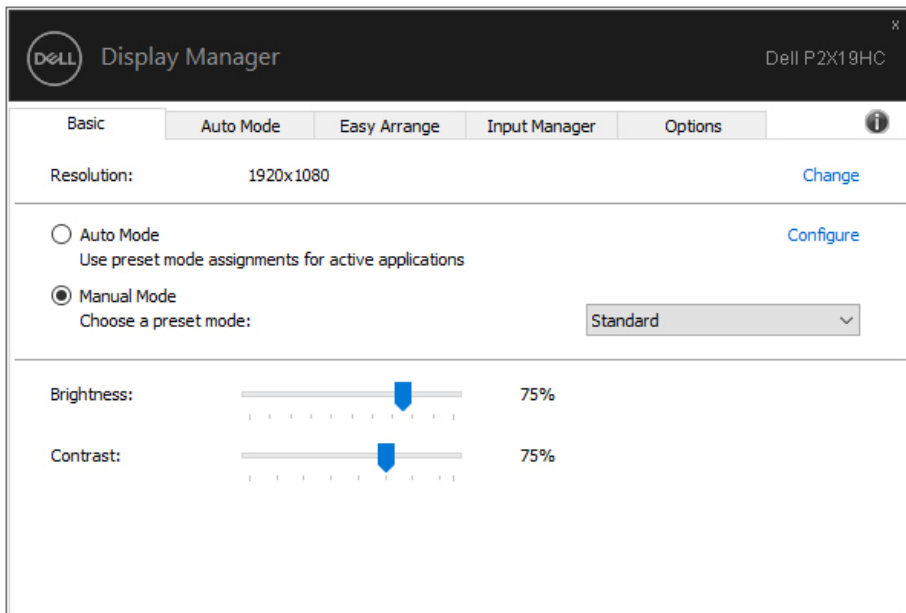 x
DELL Display Manager Dell P2X19HC
Basic Auto Mode Easy Arrange Input Manager Options i
Resolution: 1920x1080 Change
Auto Mode Configure
Use preset mode assignments for active applications
Manual Mode
Choose a preset mode: Standard
Brightness: 75%
Contrast: 75%